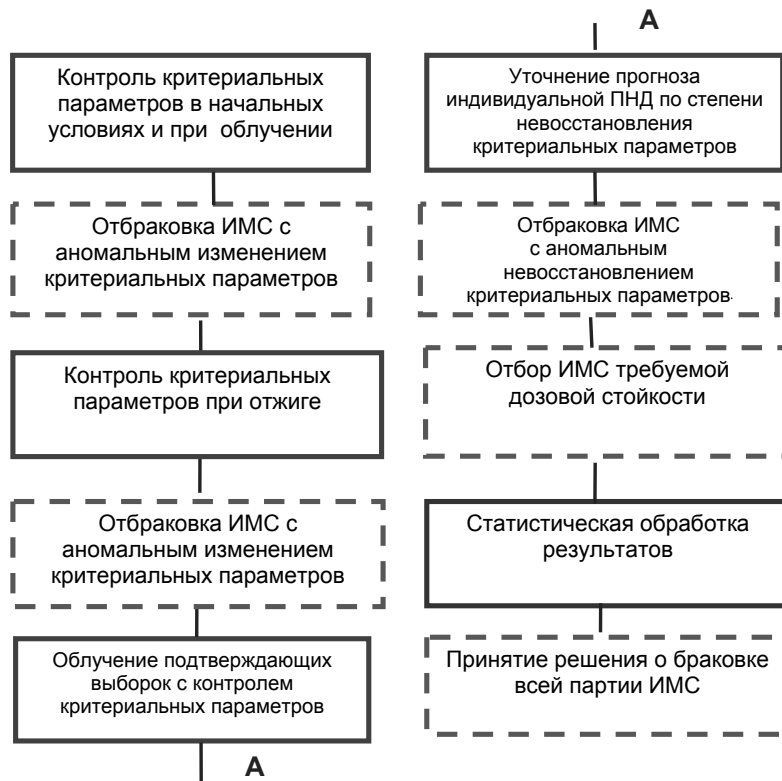 Контроль критериальных
параметров в начальных
условиях и при облучении
Отбраковка ИМС с
аномальным изменением
критериальных параметров
Контроль критериальных
параметров при отжиге
Отбраковка ИМС с
аномальным изменением
критериальных параметров
Облучение подтверждающих
выборок с контролем
критериальных параметров
А
А
Уточнение прогноза
индивидуальной ПНД по степени
невосстановления
критериальных параметров
Отбраковка ИМС
с аномальным
невосстановлением
критериальных параметров.
Отбор ИМС требуемой
дозовой стойкости
Статистическая обработка
результатов
Принятие решения о браковке
всей партии ИМС